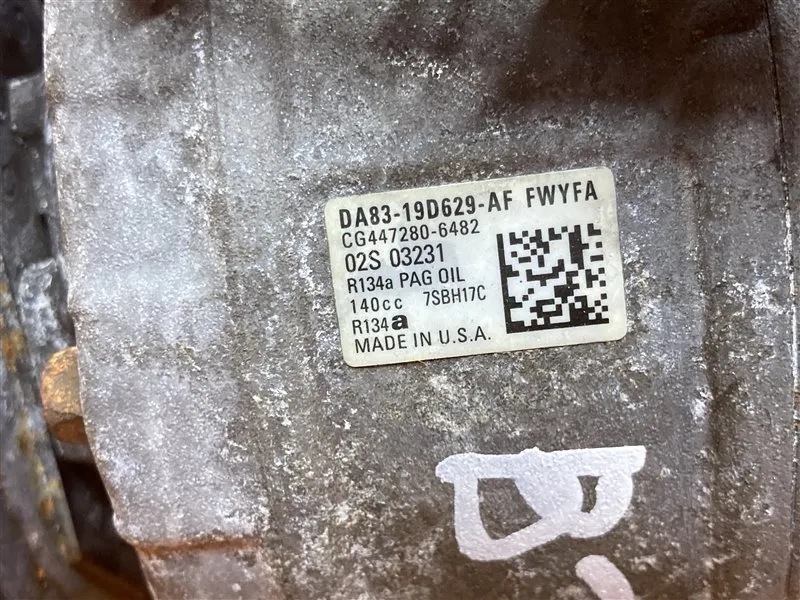 DA83-19D629-AF FWYFA
CG447280-6482
02S 03231
R134a PAG OIL
140cc 7SBH17C
R134a
MADE IN U.S.A.